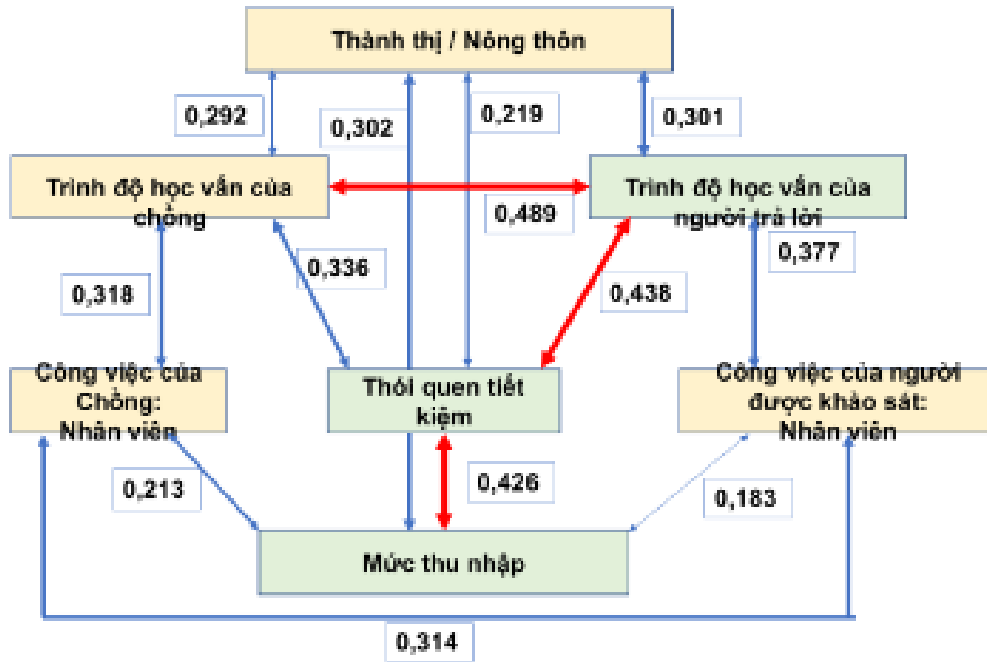 Thành thị / Nông thôn
0,292
0,302
0,219
0,301
Trình độ học vấn của
chồng
Trình độ học vấn của
người trả lời
0,489
0,336
0,377
0,318
0,438
Công việc của
Chồng:
Nhân viên
Thói quen tiết
kiệm
Công việc của người
được khảo sát:
Nhân viên
0,213
0,426
0,183
Mức thu nhập
0,314